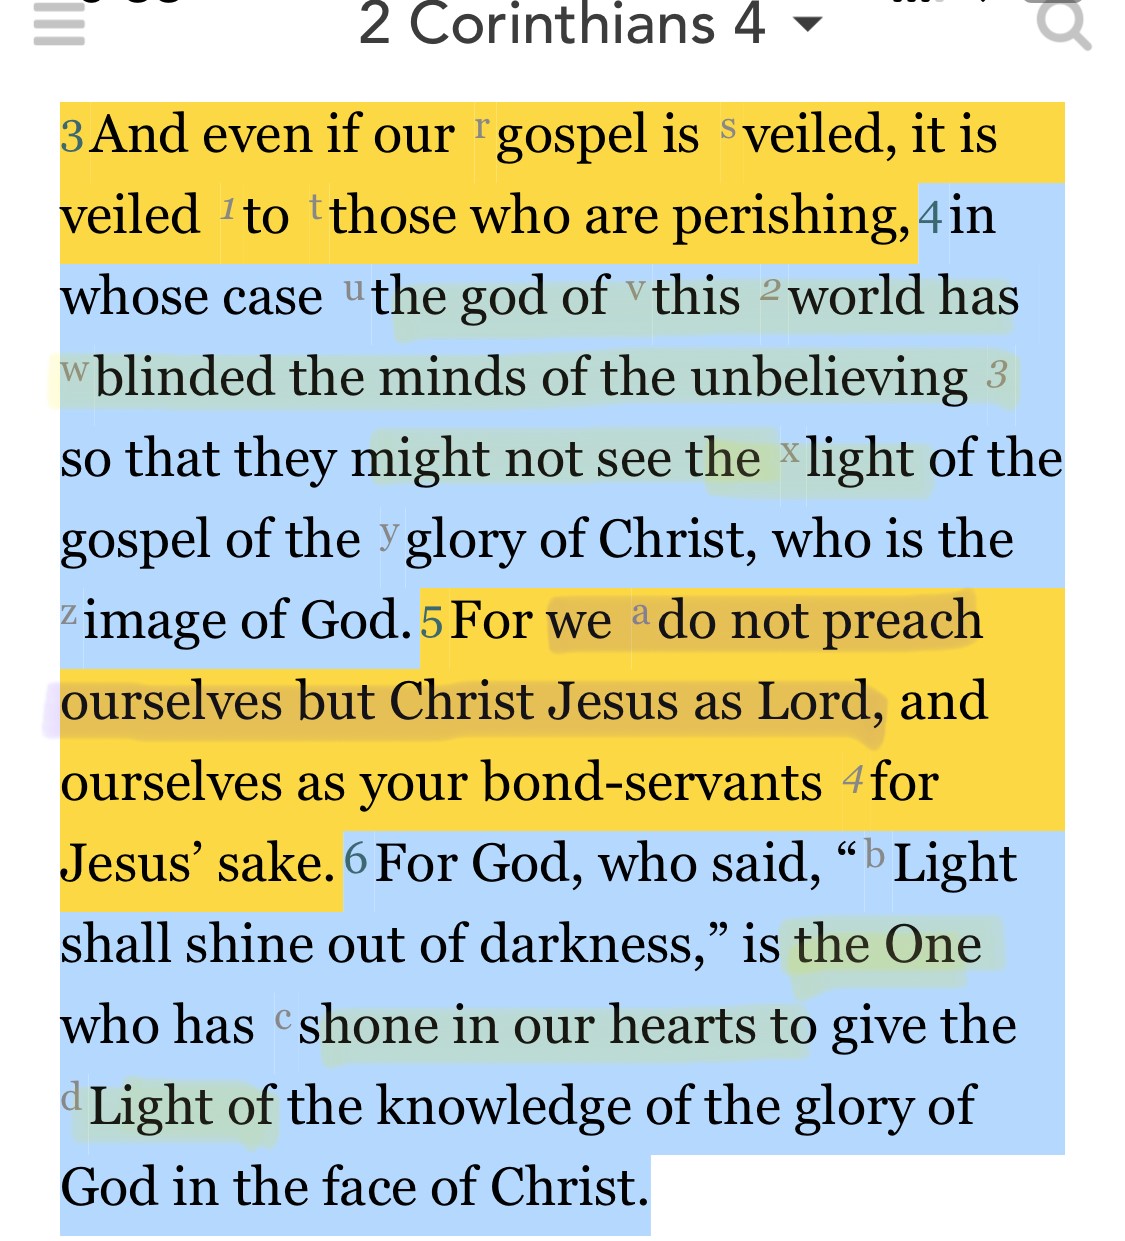 2 Corinthians 4
3 And even if our r gospel is s veiled, it is
veiled 1 to t those who are perishing, 4 in
whose case u the god of v this 2 world has
w blinded the minds of the unbelieving 3
so that they might not see the x light of the
gospel of the y glory of Christ, who is the
z image of God. 5 For we a do not preach
ourselves but Christ Jesus as Lord, and
ourselves as your bond-servants 4 for
Jesus’ sake. 6 For God, who said, “b Light
shall shine out of darkness,” is the One
who has c shone in our hearts to give the
d Light of the knowledge of the glory of
God in the face of Christ.